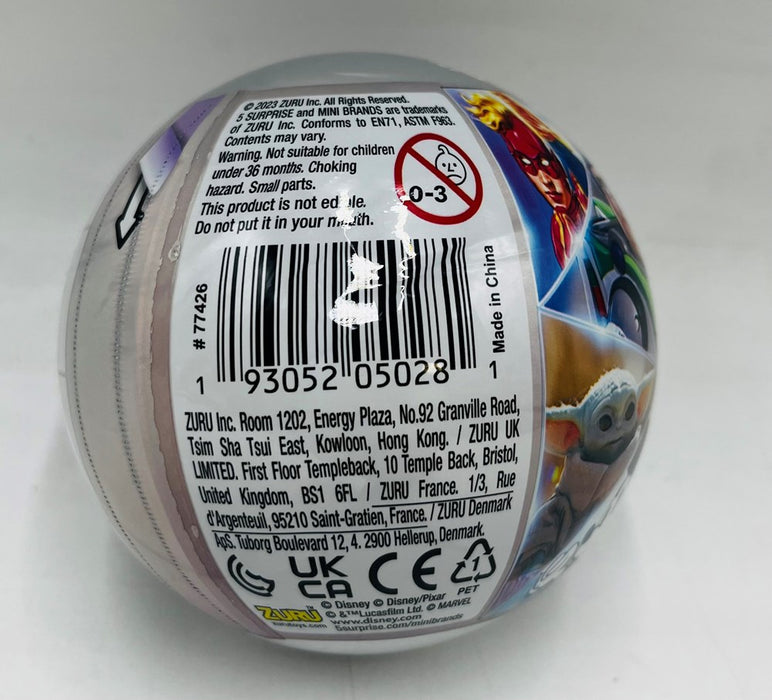 © 2023 ZURU Inc. All Rights Reserved.
5 SURPRISE and MINI BRANDS are trademarks
of ZURU Inc. Conforms to EN71, ASTM F963.
Contents may vary.
Warning. Not suitable for children
under 36 months. Choking
hazard. Small parts.
This product is not edible.
Do not put it in your mouth.
0-3
# 77426
Made in China
1 93052 05028 1
ZURU Inc. Room 1202, Energy Plaza, No.92 Granville Road,
Tsim Sha Tsui East, Kowloon, Hong Kong. / ZURU UK
LIMITED. First Floor Templeback, 10 Temple Back, Bristol,
United Kingdom, BS1 6FL / ZURU France. 1/3, Rue
d'Argenteuil, 95210 Saint-Gratien, France. / ZURU Denmark
ApS. Tuborg Boulevard 12, 4. 2900 Hellerup, Denmark.
UK
CA
CE
1
PET
ZURU™
zurutoys.com
© Disney © Disney/Pixar
© & ™ Lucasfilm Ltd. © MARVEL
www.disney.com
5surprise.com/minibrands